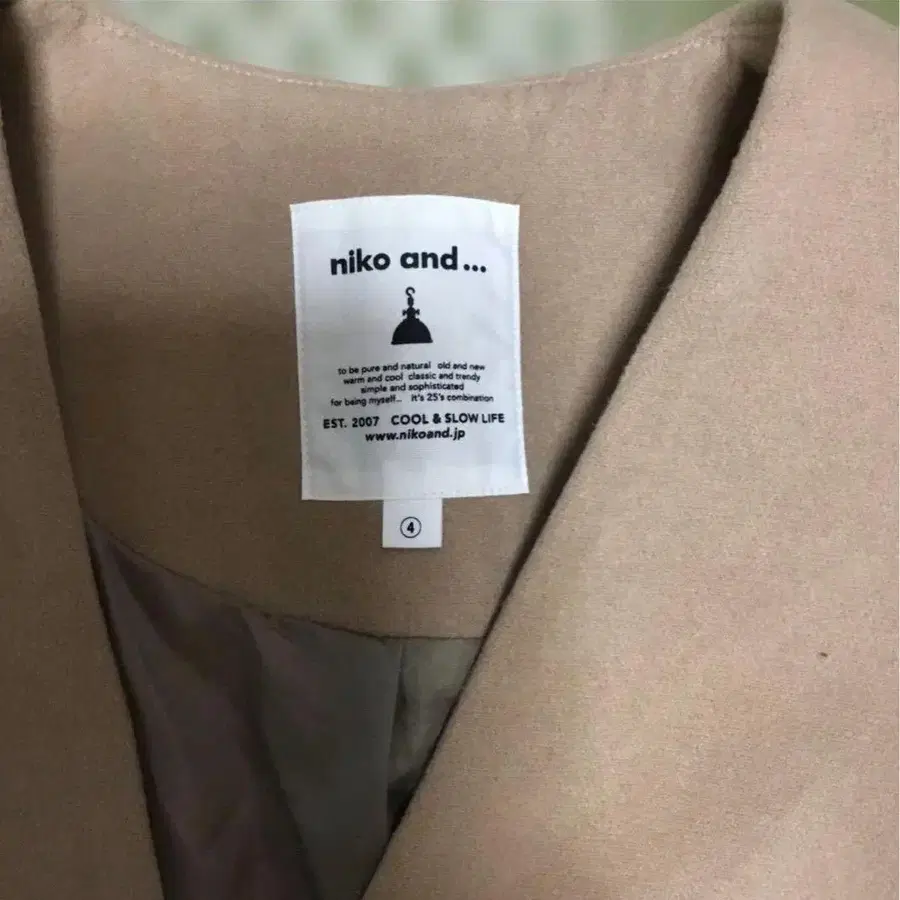 niko and...
to be pure and natural old and new
warm and cool classic and trendy
simple and sophisticated
for being myself... it's 25's combination
EST. 2007 COOL & SLOW LIFE
www.nikoand.jp
④